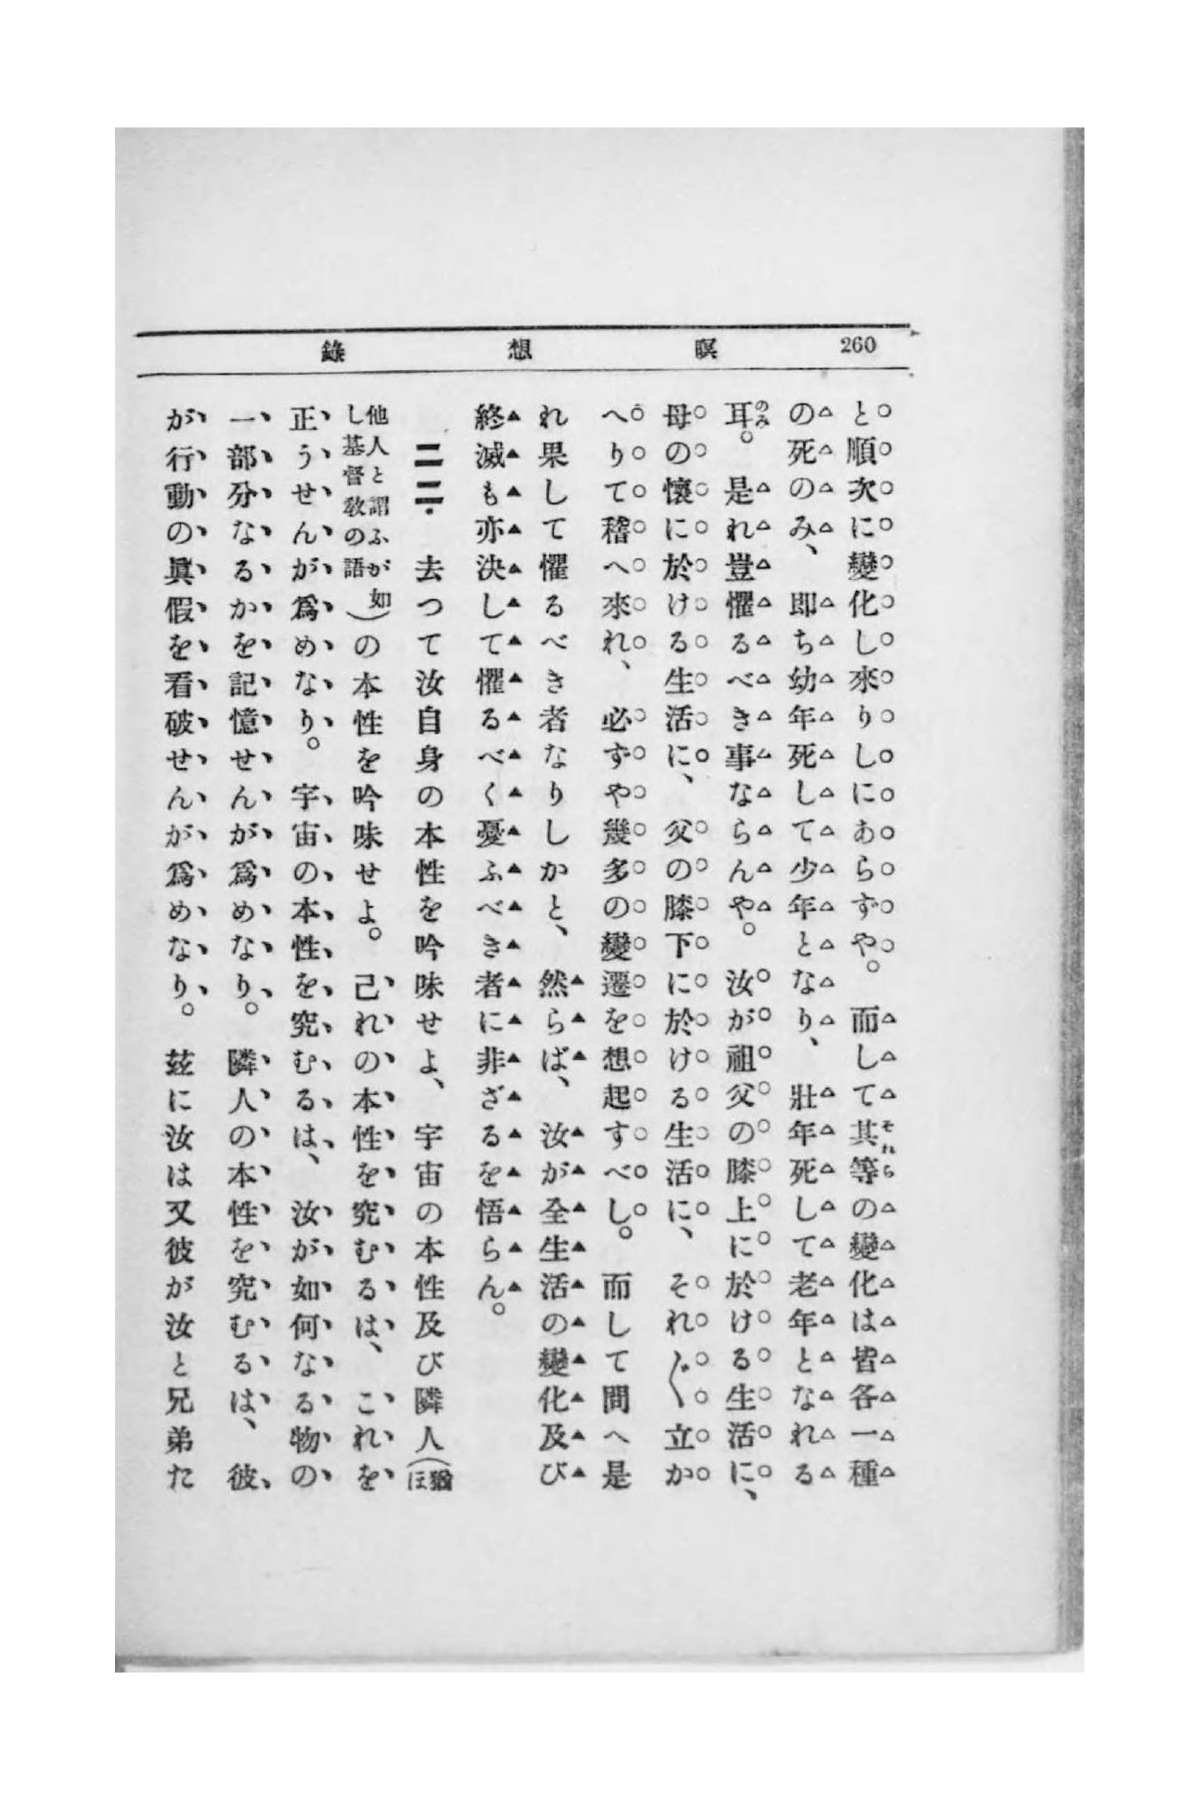 260
瞑想錄
と順次に變化し來りしにあらずや。而して其等の變化は皆各一種
の死のみ、即ち幼年死して少年となり、壯年死して老年となれる
耳。是れ豈懼るべき事ならんや。汝が祖父の膝上に於ける生活に、
母の懷に於ける生活に、父の膝下に於ける生活に、それ〴〵立か
へりて稽へ來れ、必ずや幾多の變遷を想起すべし。而して間へ是
れ果して懼るべき者なりしかと、然らば、汝が全生活の變化及び
終滅も亦決して懼るべく憂ふべき者に非ざるを悟らん。
二二・去つて汝自身の本性を吟味せよ、宇宙の本性及び隣人(猶ほ
他人と謂ふが如し基督教の語)の本性を吟味せよ。己れの本性を究むるは、これを
正うせんが爲めなり。宇宙の本性を究むるは、汝が如何なる物の
一部分なるかを記憶せんが爲めなり。隣人の本性を究むるは、彼
が行動の眞假を看破せんが爲めなり。玆に汝は又彼が汝と兄弟た